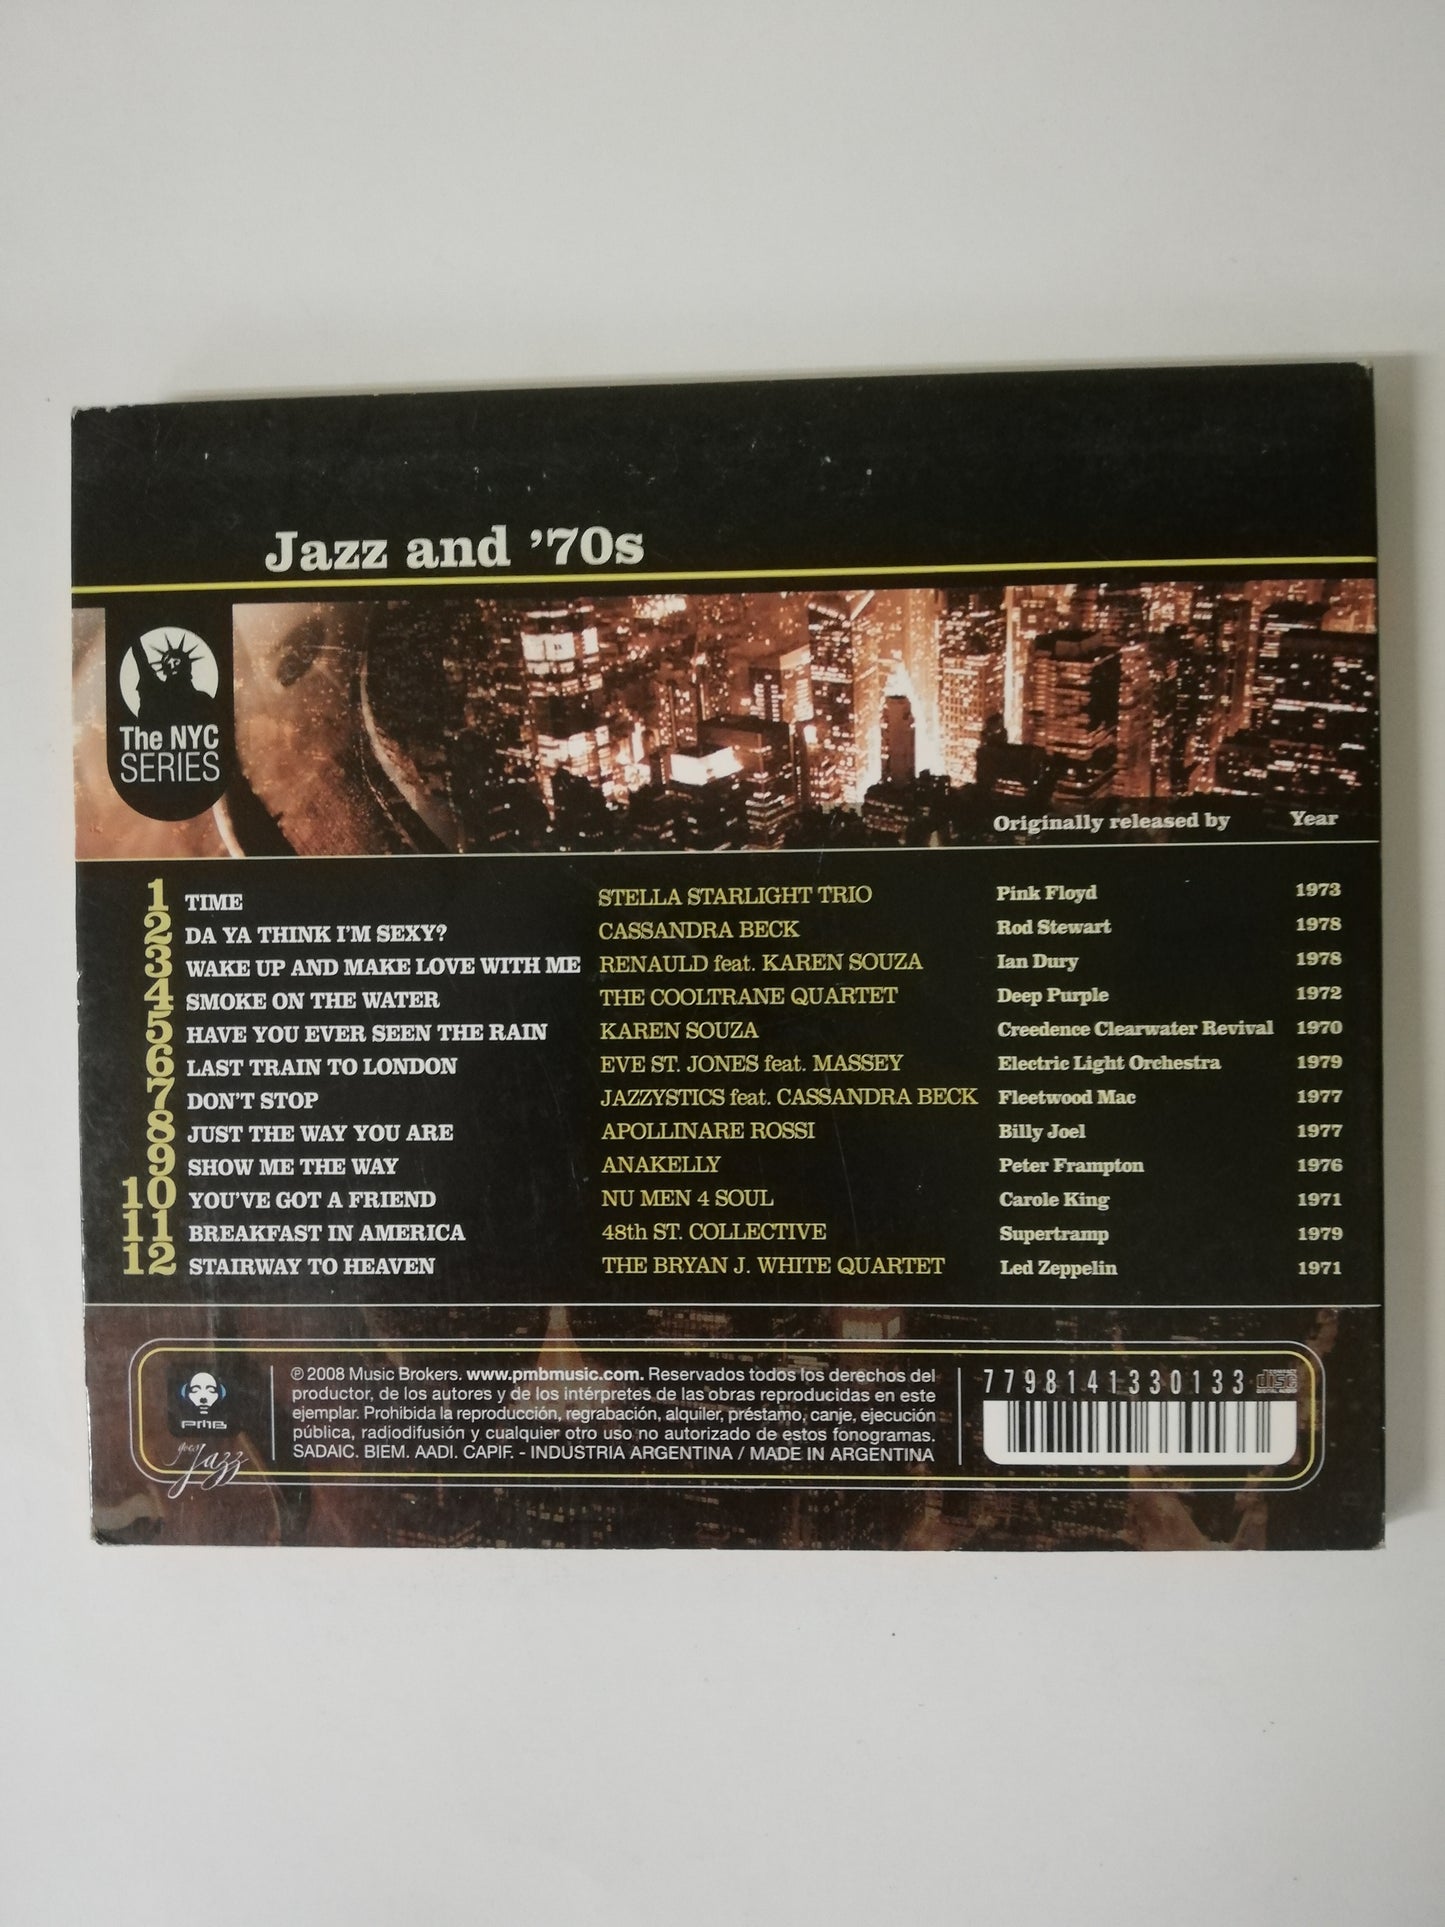 Jazz and '70s
The NYC
SERIES
Originally released by Year
1 TIME STELLA STARLIGHT TRIO Pink Floyd 1973
2 DA YA THINK I'M SEXY? CASSANDRA BECK Rod Stewart 1978
3 WAKE UP AND MAKE LOVE WITH ME RENAULD feat. KAREN SOUZA Ian Dury 1978
4 SMOKE ON THE WATER THE COOLTRANE QUARTET Deep Purple 1972
5 HAVE YOU EVER SEEN THE RAIN KAREN SOUZA Creedence Clearwater Revival 1970
6 LAST TRAIN TO LONDON EVE ST. JONES feat. MASSEY Electric Light Orchestra 1979
7 DON'T STOP JAZZYSTICS feat. CASSANDRA BECK Fleetwood Mac 1977
8 JUST THE WAY YOU ARE APOLLINARE ROSSI Billy Joel 1977
9 SHOW ME THE WAY ANAKELLY Peter Frampton 1976
10 YOU'VE GOT A FRIEND NU MEN 4 SOUL Carole King 1971
11 BREAKFAST IN AMERICA 48th ST. COLLECTIVE Supertramp 1979
12 STAIRWAY TO HEAVEN THE BRYAN J. WHITE QUARTET Led Zeppelin 1971
PMB
goes Jazz
℗ 2008 Music Brokers. www.pmbmusic.com. Reservados todos los derechos del
productor, de los autores y de los intérpretes de las obras reproducidas en este
ejemplar. Prohibida la reproducción, regrabación, alquiler, préstamo, canje, ejecución
pública, radiodifusión y cualquier otro uso no autorizado de estos fonogramas.
SADAIC. BIEM. AADI. CAPIF. - INDUSTRIA ARGENTINA / MADE IN ARGENTINA
7798141330133
COMPACT
disc
DIGITAL AUDIO